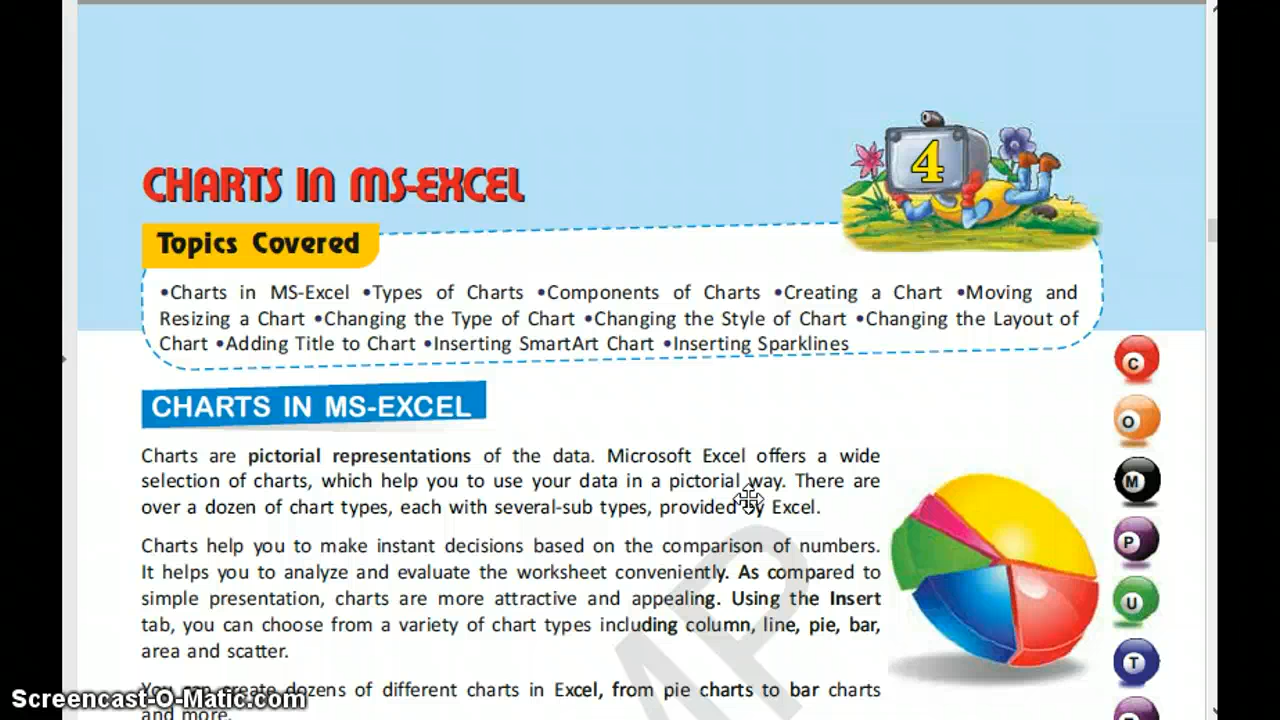 4
CHARTS IN MS-EXCEL
Topics Covered
•Charts in MS-Excel •Types of Charts •Components of Charts •Creating a Chart •Moving and
Resizing a Chart •Changing the Type of Chart •Changing the Style of Chart •Changing the Layout of
Chart •Adding Title to Chart •Inserting SmartArt Chart •Inserting Sparklines
CHARTS IN MS-EXCEL
Charts are pictorial representations of the data. Microsoft Excel offers a wide
selection of charts, which help you to use your data in a pictorial way. There are
over a dozen of chart types, each with several-sub types, provided by Excel.
Charts help you to make instant decisions based on the comparison of numbers.
It helps you to analyze and evaluate the worksheet conveniently. As compared to
simple presentation, charts are more attractive and appealing. Using the Insert
tab, you can choose from a variety of chart types including column, line, pie, bar,
area and scatter.
You can create dozens of different charts in Excel, from pie charts to bar charts
and more.
C
O
M
P
U
T
Screencast-O-Matic.com